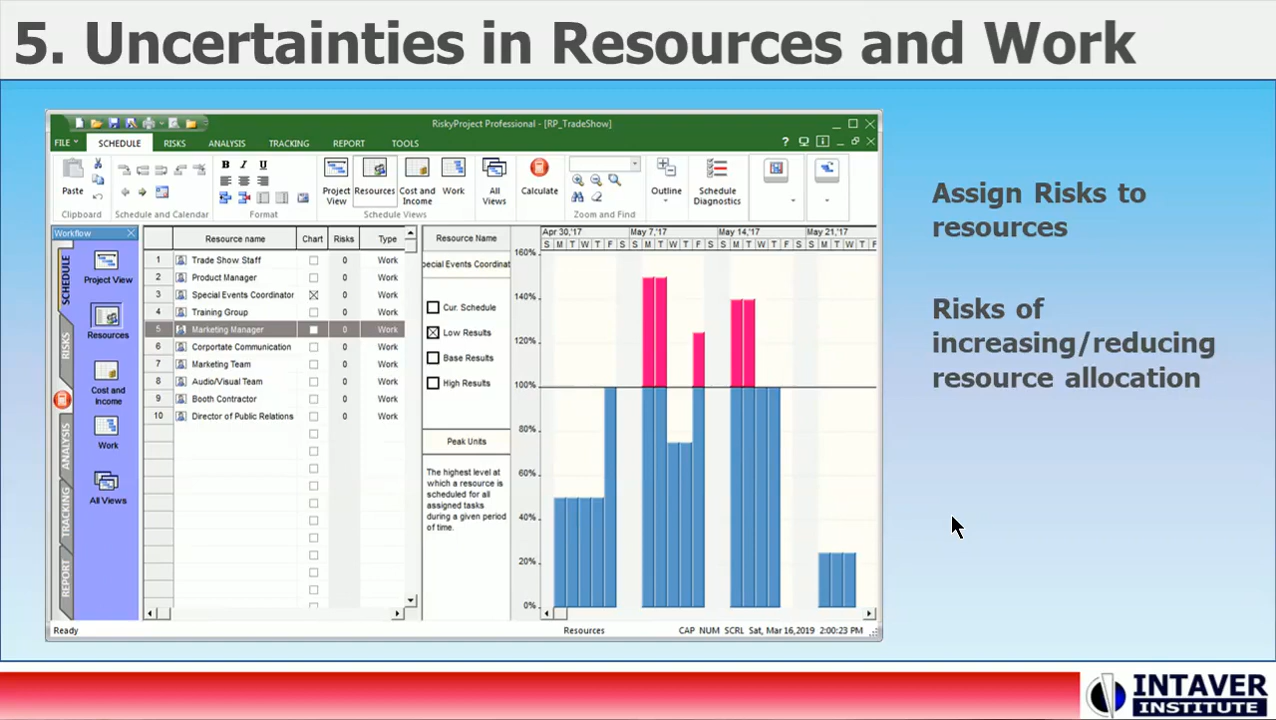 5. Uncertainties in Resources and Work
RiskyProject Professional - [RP_TradeShow]
FILE SCHEDULE RISKS ANALYSIS TRACKING REPORT TOOLS
?
Paste
B I U
Project View
Resources
Cost and Income
Work
All Views
Calculate
Outline
Schedule Diagnostics
Clipboard Schedule and Calendar Format Schedule Views Zoom and Find
Workflow
SCHEDULE
RISKS
ANALYSIS
TRACKING
REPORT
Project View
Resources
Cost and Income
Work
All Views
Resource name Chart Risks Type
1 Trade Show Staff 0 Work
2 Product Manager 0 Work
3 Special Events Coordinator 0 Work
4 Training Group 0 Work
5 Marketing Manager 0 Work
6 Corportate Communication 0 Work
7 Marketing Team 0 Work
8 Audio/Visual Team 0 Work
9 Booth Contractor 0 Work
10 Director of Public Relations 0 Work
Resource Name
pecial Events Coordinat
Cur. Schedule
Low Results
Base Results
High Results
Peak Units
The highest level at
which a resource is
scheduled for all
assigned tasks
during a given period
of time.
Apr 30,'17 May 7,'17 May 14,'17 May 21,'17
S M T W T F S S M T W T F S S M T W T F S S M T W T F
160%
140%
120%
100%
80%
60%
40%
20%
0%
Ready Resources CAP NUM SCRL Sat, Mar 16,2019 2:00:23 PM
Assign Risks to
resources
Risks of
increasing/reducing
resource allocation
INTAVER
INSTITUTE